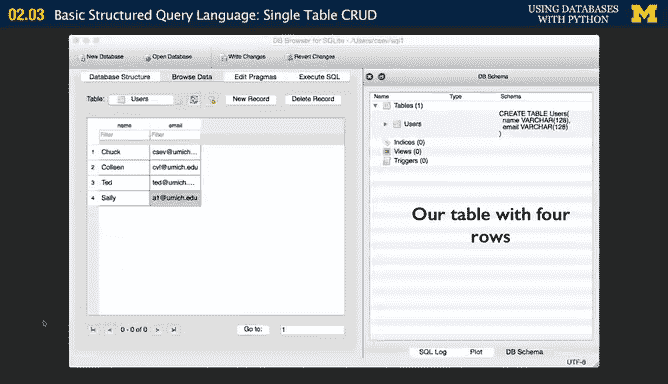 02.03 Basic Structured Query Language: Single Table CRUD
USING DATABASES
WITH PYTHON
M
DB Browser for SQLite - /Users/csev/sql1
New Database Open Database Write Changes Revert Changes
Database Structure Browse Data Edit Pragmas Execute SQL
Table: Users New Record Delete Record
name email
Filter Filter
1 Chuck csev@umich...
2 Colleen cvl@umich.edu
3 Ted ted@umich....
4 Sally a1@umich.edu
0 - 0 of 0 Go to: 1
DB Schema
Name Type Schema
Tables (1)
Users CREATE TABLE Users(
name VARCHAR(128),
email VARCHAR(128)
)
Indices (0)
Views (0)
Triggers (0)
Our table with four
rows
SQL Log Plot DB Schema
UTF-8